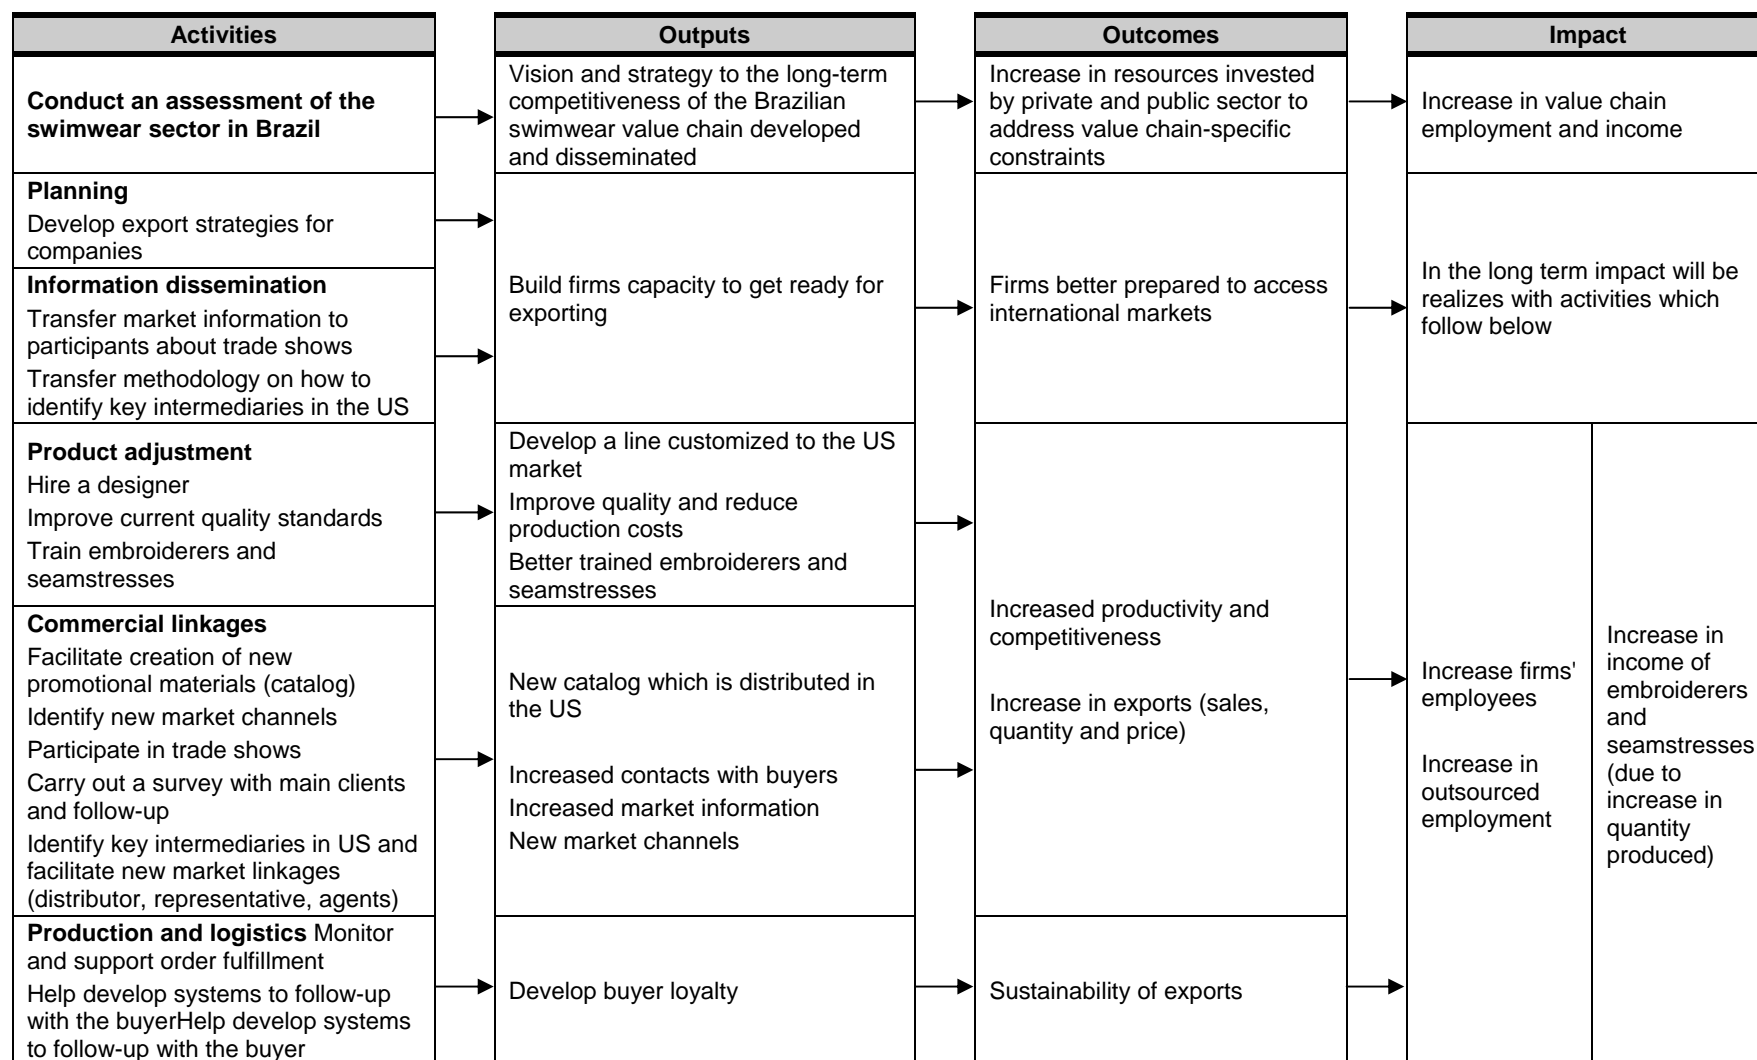 Activities
Outputs
Outcomes
Impact
Conduct an assessment of the
swimwear sector in Brazil
Vision and strategy to the long-term
competitiveness of the Brazilian
swimwear value chain developed
and disseminated
Increase in resources invested
by private and public sector to
address value chain-specific
constraints
Increase in value chain
employment and income
Planning
Develop export strategies for
companies
Information dissemination
Transfer market information to
participants about trade shows
Transfer methodology on how to
identify key intermediaries in the US
Build firms capacity to get ready for
exporting
Firms better prepared to access
international markets
In the long term impact will be
realizes with activities which
follow below
Product adjustment
Hire a designer
Improve current quality standards
Train embroiderers and
seamstresses
Develop a line customized to the US
market
Improve quality and reduce
production costs
Better trained embroiderers and
seamstresses
Commercial linkages
Facilitate creation of new
promotional materials (catalog)
Identify new market channels
Participate in trade shows
Carry out a survey with main clients
and follow-up
Identify key intermediaries in US and
facilitate new market linkages
(distributor, representative, agents)
New catalog which is distributed in
the US
Increased contacts with buyers
Increased market information
New market channels
Increased productivity and
competitiveness
Increase in exports (sales,
quantity and price)
Increase firms'
employees
Increase in
outsourced
employment
Increase in
income of
embroiderers
and
seamstresses
(due to
increase in
quantity
produced)
Production and logistics Monitor
and support order fulfillment
Help develop systems to follow-up
with the buyerHelp develop systems
to follow-up with the buyer
Develop buyer loyalty
Sustainability of exports